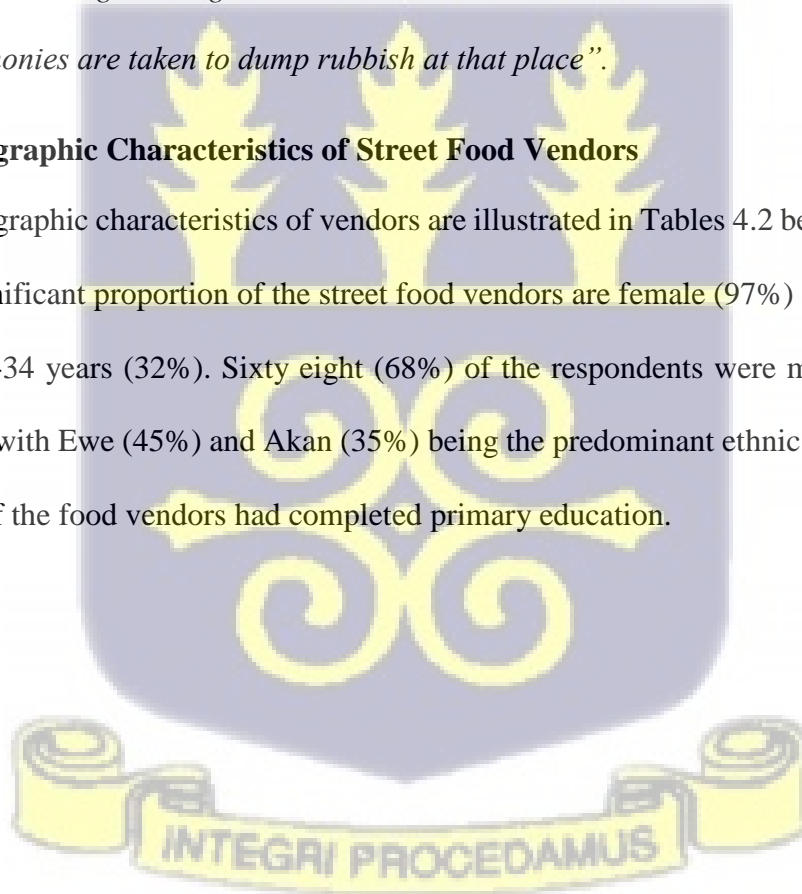 monies are taken to dump rubbish at that place”.
graphic Characteristics of Street Food Vendors
graphic characteristics of vendors are illustrated in Tables 4.2 be
nificant proportion of the street food vendors are female (97%)
-34 years (32%). Sixty eight (68%) of the respondents were m
with Ewe (45%) and Akan (35%) being the predominant ethnic
f the food vendors had completed primary education.
INTEGRI PROCEDAMUS